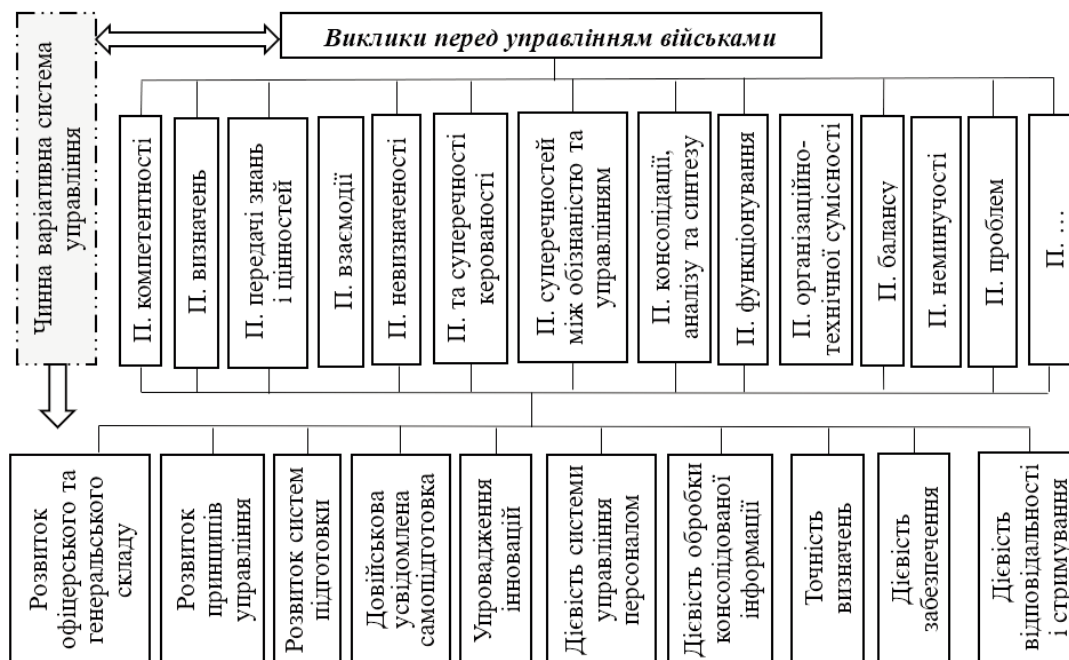 Виклики перед управлінням військами
Чинна варіативна система
управління
П. компетентності
П. визначень
П. передачі знань
і цінностей
П. взаємодії
П. невизначеності
П. та суперечності
керованості
П. суперечностей
між обізнаністю та
управлінням
П. консолідації,
аналізу та синтезу
П. функціонування
П. організаційно-
технічної сумісності
П. балансу
П. неминучості
П. проблем
П. …
Розвиток
офіцерського та
генеральського
складу
Розвиток
принципів
управління
Розвиток систем
підготовки
Довійськова
усвідомлена
самопідготовка
Упровадження
інновацій
Дієвість системи
управління
персоналом
Дієвість обробки
консолідованої
інформації
Точність
визначень
Дієвість
забезпечення
Дієвість
відповідальності
і стримування